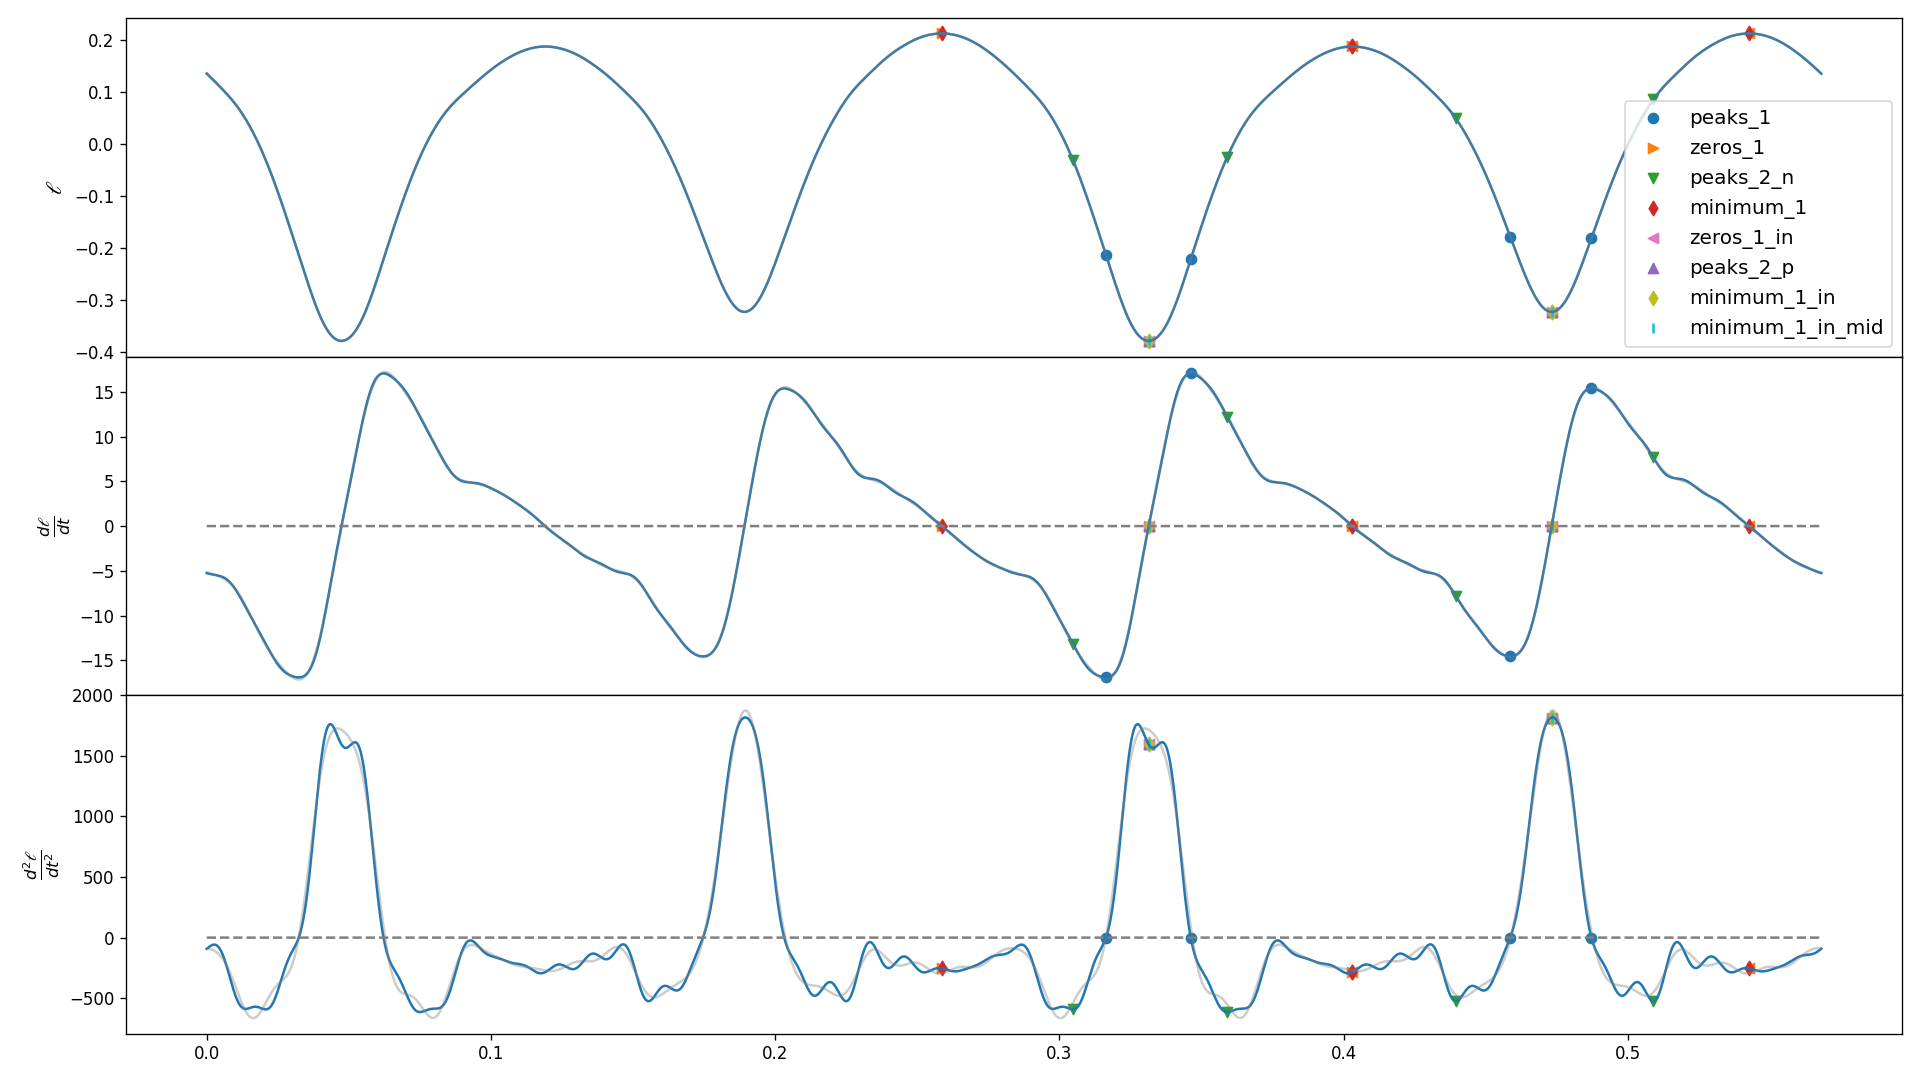 0.2
0.1
0.0
−0.1
−0.2
−0.3
−0.4
ℓ
peaks_1
zeros_1
peaks_2_n
minimum_1
zeros_1_in
peaks_2_p
minimum_1_in
minimum_1_in_mid
15
10
5
0
−5
−10
−15
dℓ
dt
2000
1500
1000
500
0
−500
d²ℓ
dt²
0.0 0.1 0.2 0.3 0.4 0.5